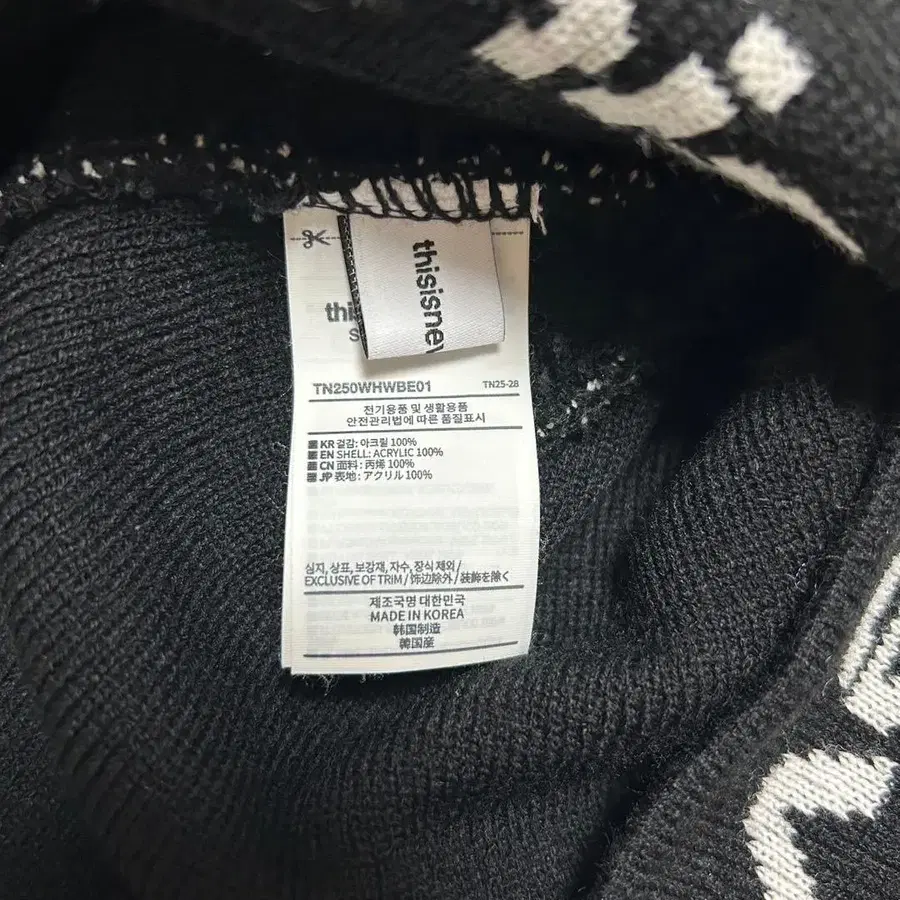 thisisnev
thi
S
TN250WHWBE01 TN25-28
전기용품 및 생활용품
안전관리법에 따른 품질표시
KR 겉감: 아크릴 100%
EN SHELL: ACRYLIC 100%
CN 面料: 丙烯 100%
JP 表地: アクリル 100%
심지, 상표, 보강재, 자수, 장식 제외 /
EXCLUSIVE OF TRIM / 饰边除外 / 装飾を除く
제조국명 대한민국
MADE IN KOREA
韩国制造
韓国産